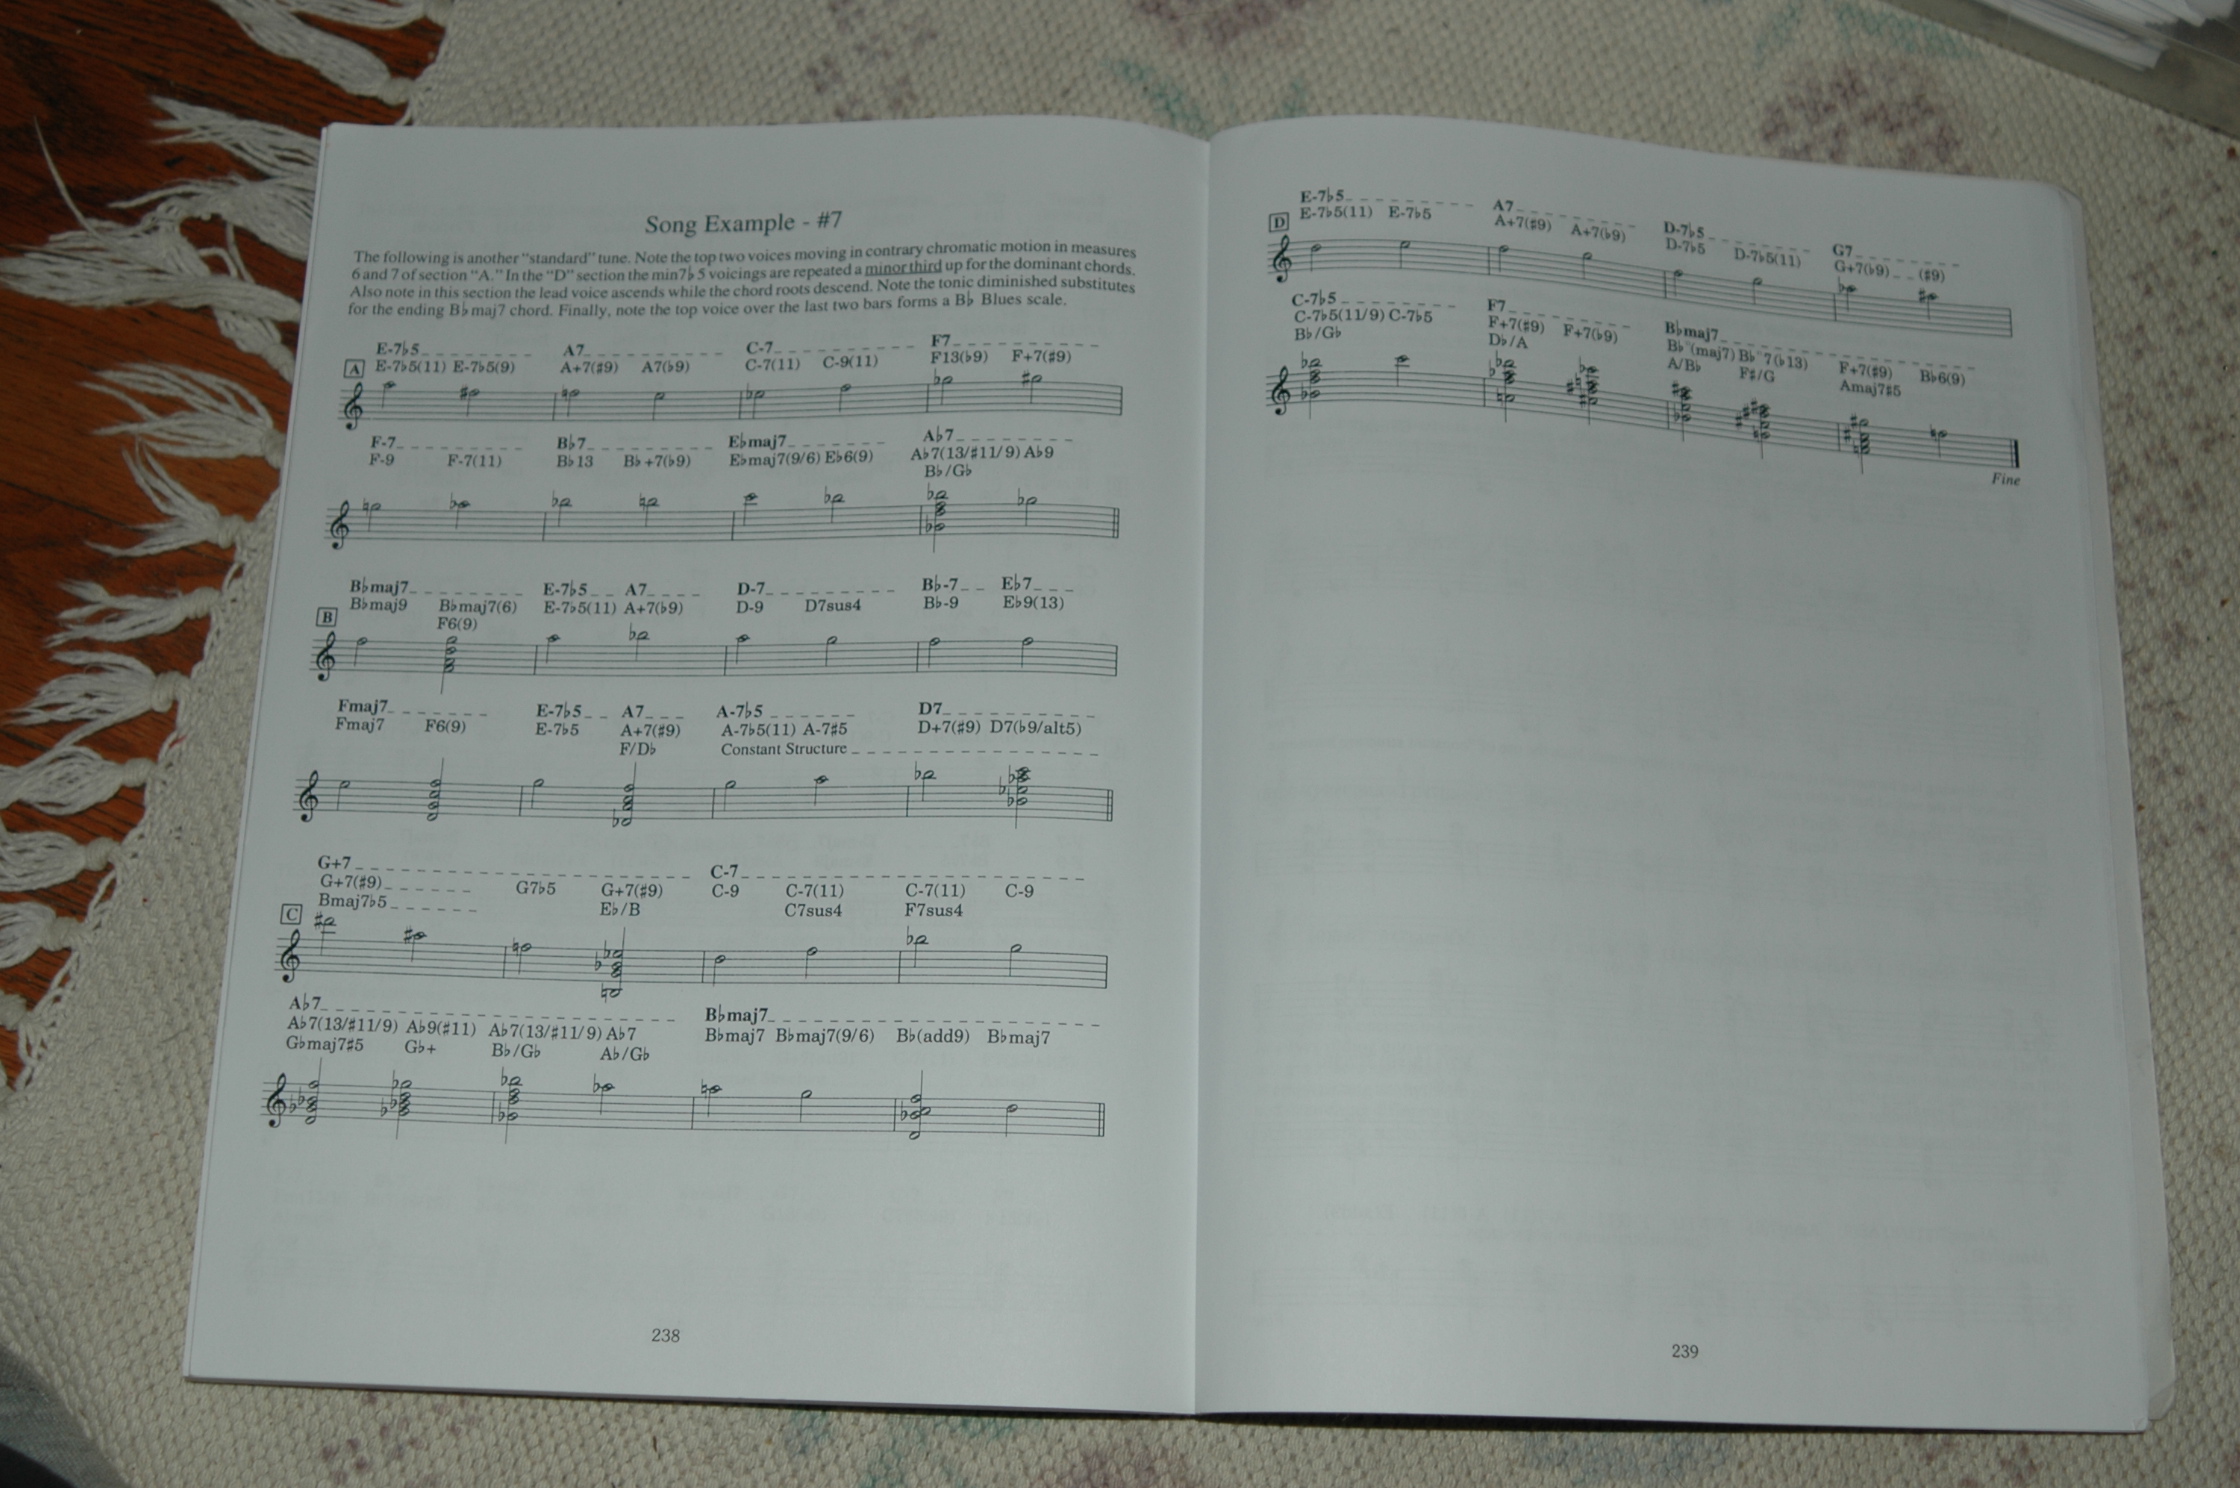 Song Example - #7
The following is another "standard" tune. Note the top two voices moving in contrary chromatic motion in measures
6 and 7 of section "A." In the "D" section the min7♭5 voicings are repeated a minor third up for the dominant chords.
Also note in this section the lead voice ascends while the chord roots descend. Note the tonic diminished substitutes
for the ending B♭maj7 chord. Finally, note the top voice over the last two bars forms a B♭ Blues scale.
E-7♭5 A7 C-7 F7
A E-7♭5(11) E-7♭5(9) A+7(♯9) A7(♭9) C-7(11) C-9(11) F13(♭9) F+7(♯9)
F-7 B♭7 E♭maj7 A♭7
F-9 F-7(11) B♭13 B♭+7(♭9) E♭maj7(9/6) E♭6(9) A♭7(13/♯11/9) A♭9
B♭/G♭
B♭maj7 E-7♭5 A7 D-7 B♭-7 E♭7
B♭maj9 B♭maj7(6) E-7♭5(11) A+7(♭9) D-9 D7sus4 B♭-9 E♭9(13)
B F6(9)
Fmaj7 E-7♭5 A7 A-7♭5 D7
Fmaj7 F6(9) E-7♭5 A+7(♯9) A-7♭5(11) A-7♯5 D+7(♯9) D7(♭9/alt5)
F/D♭ Constant Structure
G+7 C-7
G+7(♯9) G7♭5 G+7(♯9) C-9 C-7(11) C-7(11) C-9
C Bmaj7♭5 E♭/B C7sus4 F7sus4
A♭7 B♭maj7
A♭7(13/♯11/9) A♭9(♯11) A♭7(13/♯11/9) A♭7 B♭maj7 B♭maj7(9/6) B♭(add9) B♭maj7
G♭maj7♯5 G♭+ B♭/G♭ A♭/G♭
238
E-7♭5 A7 D-7♭5 G7
D E-7♭5(11) E-7♭5 A+7(♯9) A+7(♭9) D-7♭5 D-7♭5(11) G+7(♭9) (♯9)
C-7♭5 F7 B♭maj7
C-7♭5(11/9) C-7♭5 F+7(♯9) F+7(♭9) B♭°(maj7) B♭°7(♭13) F+7(♯9) B♭6(9)
B♭/G♭ D♭/A A/B♭ F♯/G Amaj7♯5
Fine
239